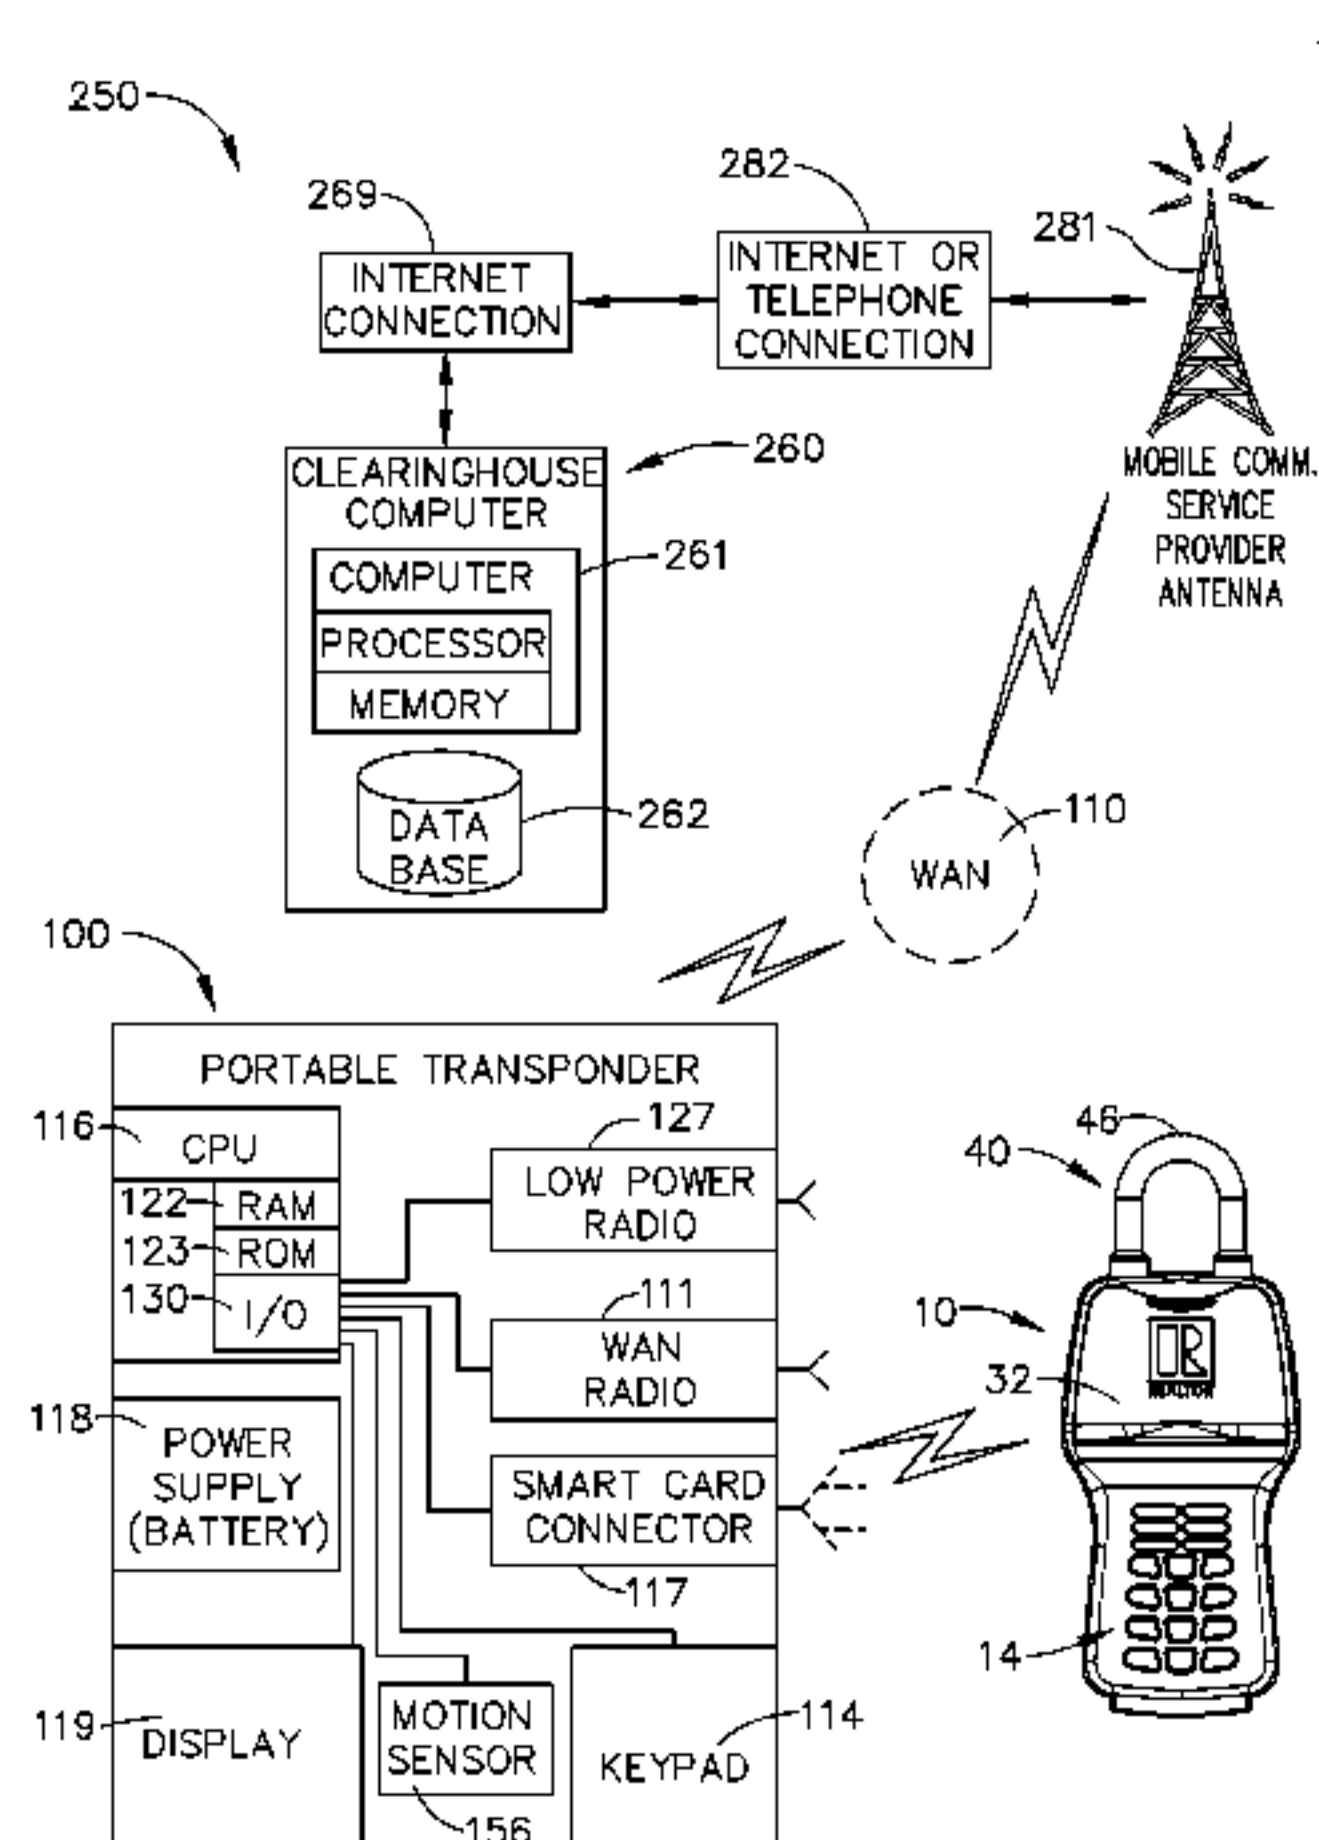 250
282
269
281
INTERNET
CONNECTION
INTERNET OR
TELEPHONE
CONNECTION
260
CLEARINGHOUSE
COMPUTER
MOBILE COMM.
SERVICE
PROVIDER
ANTENNA
261
COMPUTER
PROCESSOR
MEMORY
262
DATA
BASE
110
WAN
100
PORTABLE TRANSPONDER
116
CPU
127
46
40
122
RAM
LOW POWER
RADIO
123
ROM
130
I/O
111
10
WAN
RADIO
R
REALTOR
32
118
POWER
SUPPLY
(BATTERY)
SMART CARD
CONNECTOR
117
14
119
DISPLAY
MOTION
SENSOR
114
KEYPAD
156